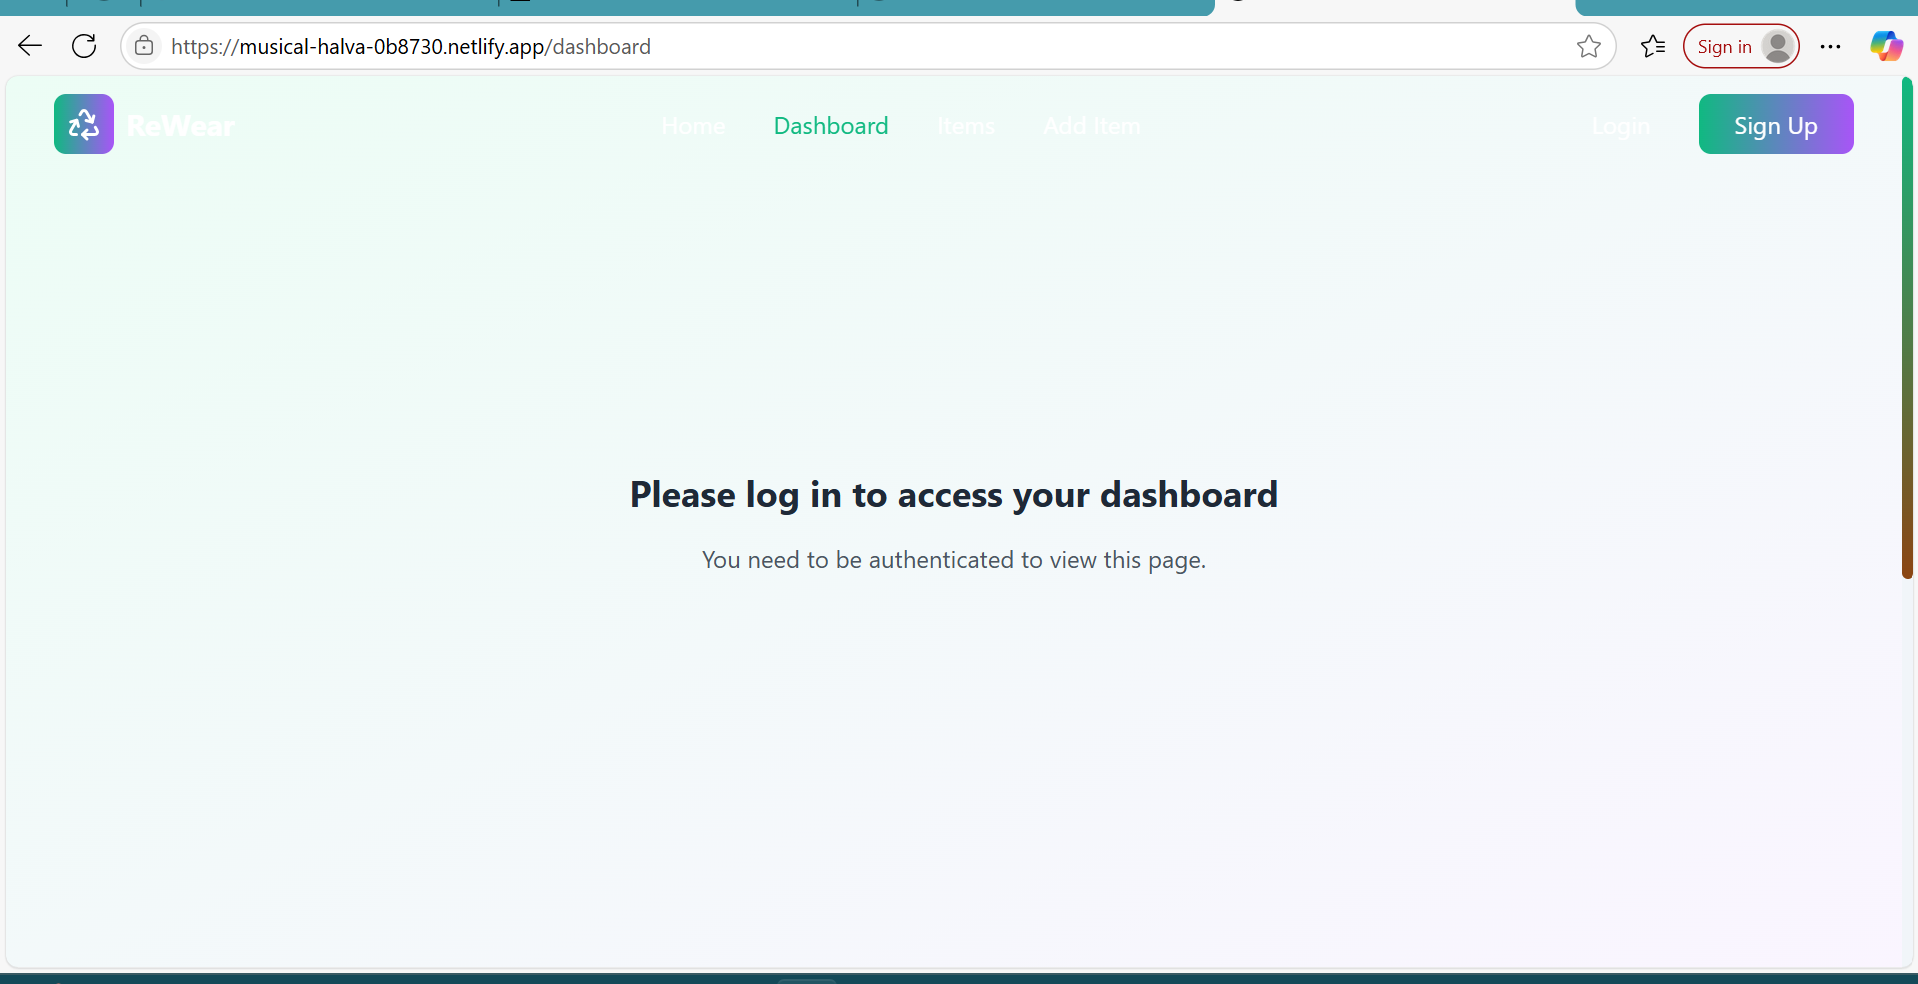 https://musical-halva-0b8730.netlify.app/dashboard
Sign in
ReWear
Home
Dashboard
Items
Add Item
Login
Sign Up
Please log in to access your dashboard
You need to be authenticated to view this page.